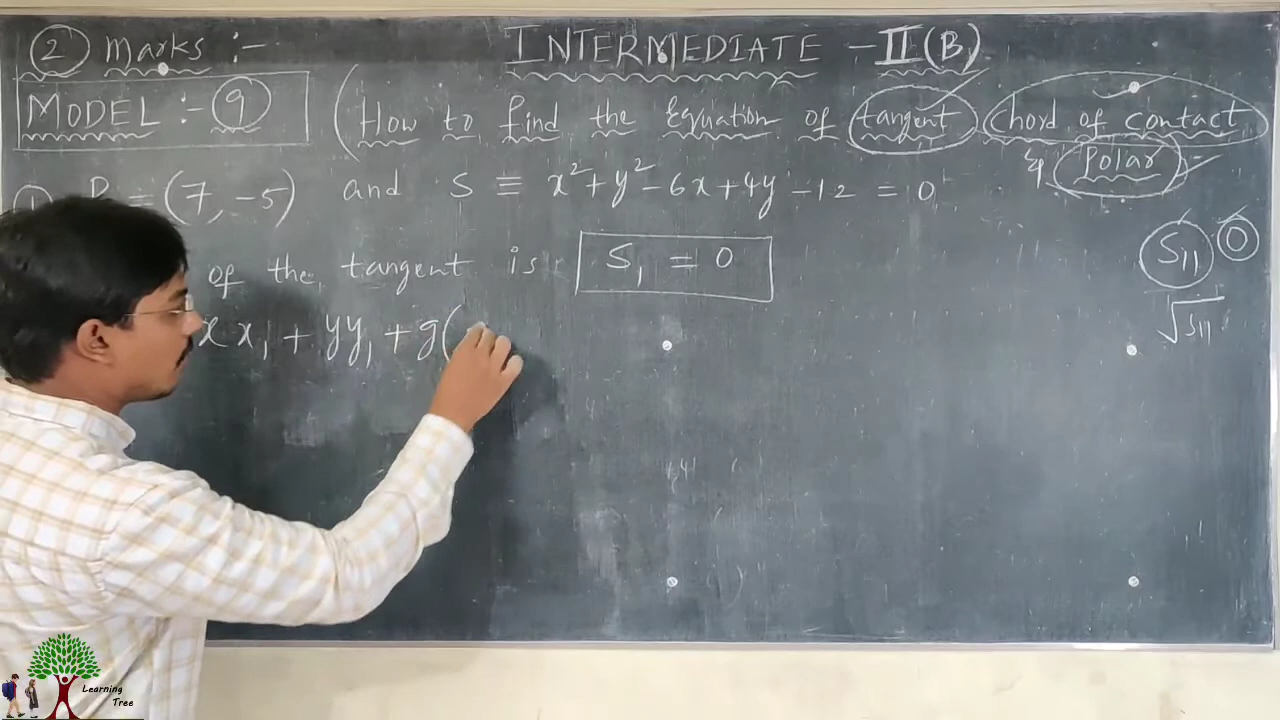 ② Marks :-
INTERMEDIATE - II(B)
MODEL :- ⑨ (How to find the Equation of tangent, Chord of contact
& Polar
① P = (7, -5) and S ≡ x² + y² - 6x + 4y - 12 = 0
of the tangent is S₁ = 0
S₁₁ 0
√S₁₁
xx₁ + yy₁ + g(
Learning
Tree